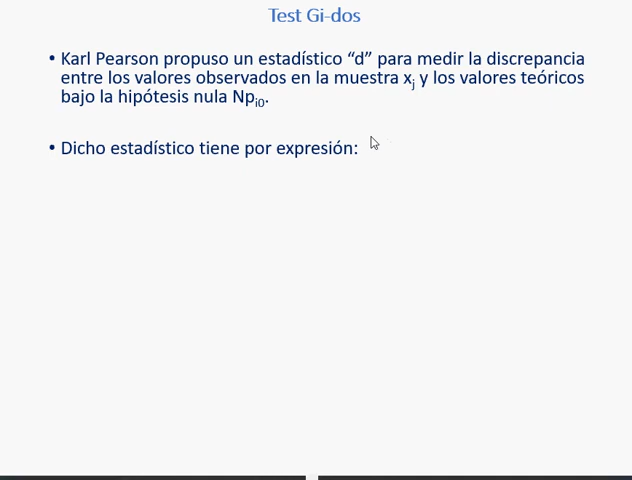 Test Gi-dos
• Karl Pearson propuso un estadístico “d” para medir la discrepancia
entre los valores observados en la muestra xj y los valores teóricos
bajo la hipótesis nula Npi0.
• Dicho estadístico tiene por expresión: